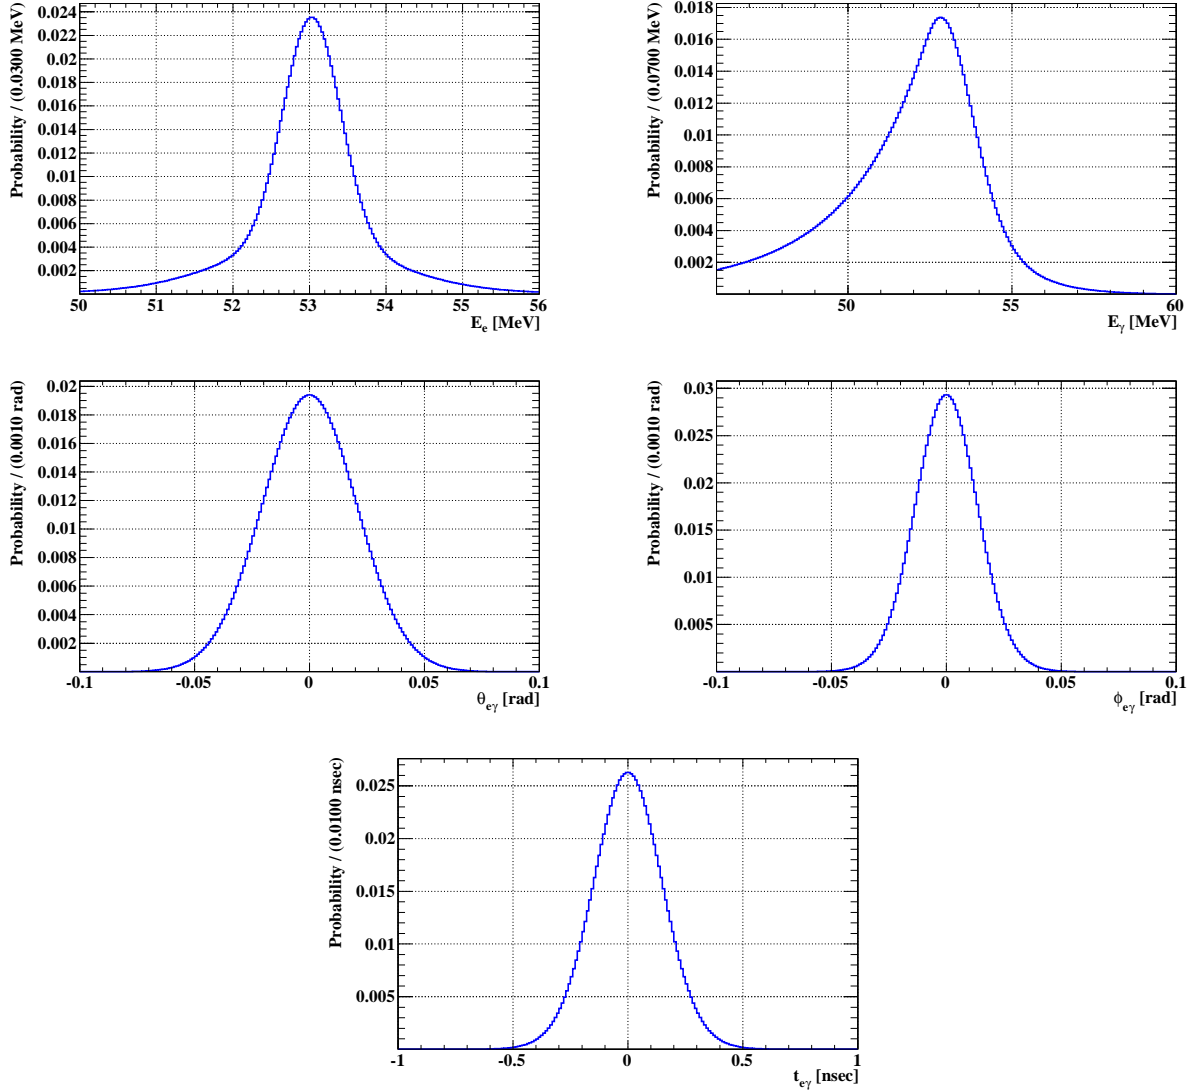 Probability / (0.0300 MeV)
0.024
0.022
0.02
0.018
0.016
0.014
0.012
0.01
0.008
0.006
0.004
0.002
50 51 52 53 54 55 56
E_e [MeV]
Probability / (0.0700 MeV)
0.018
0.016
0.014
0.012
0.01
0.008
0.006
0.004
0.002
50 55 60
E_γ [MeV]
Probability / (0.0010 rad)
0.02
0.018
0.016
0.014
0.012
0.01
0.008
0.006
0.004
0.002
-0.1 -0.05 0 0.05 0.1
θ_eγ [rad]
Probability / (0.0010 rad)
0.03
0.025
0.02
0.015
0.01
0.005
-0.1 -0.05 0 0.05 0.1
ϕ_eγ [rad]
Probability / (0.0100 nsec)
0.025
0.02
0.015
0.01
0.005
-1 -0.5 0 0.5 1
t_eγ [nsec]